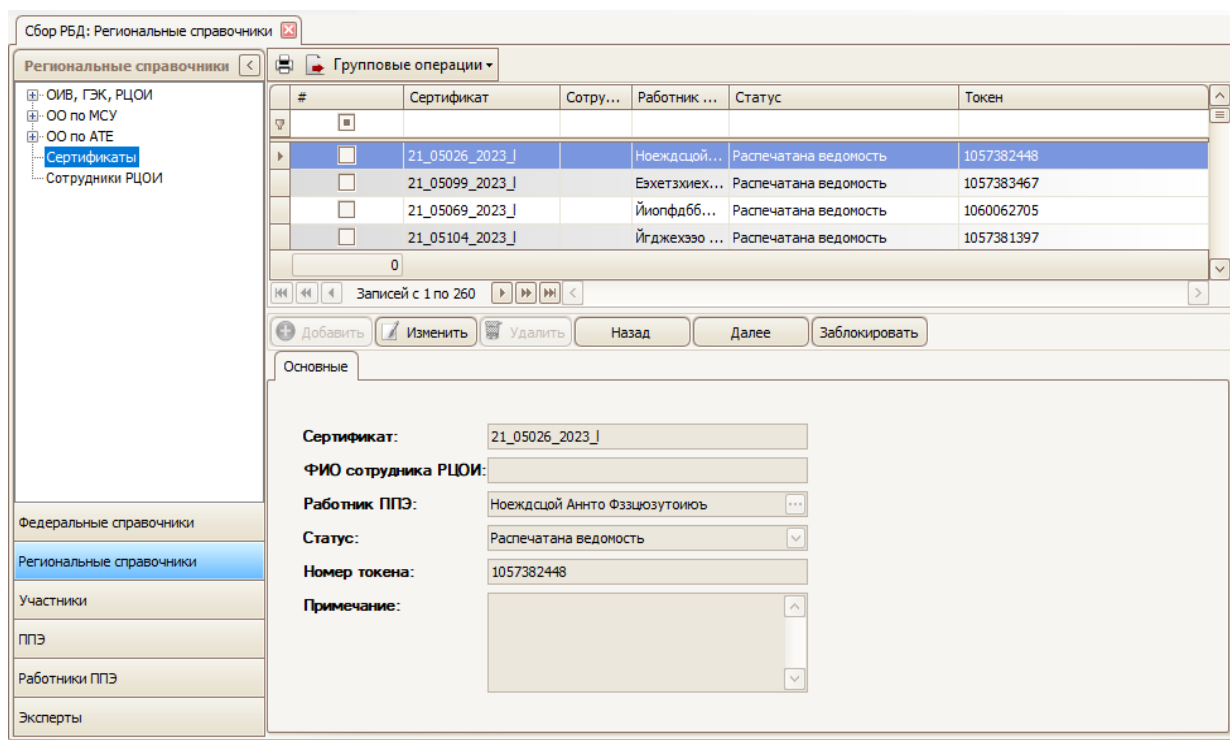 Сбор РБД: Региональные справочники
Региональные справочники
Групповые операции
ОИВ, ГЭК, РЦОИ
ОО по МСУ
ОО по АТЕ
Сертификаты
Сотрудники РЦОИ
# Сертификат Сотру... Работник ... Статус Токен
21_05026_2023_l Ноеждсцой... Распечатана ведомость 1057382448
21_05099_2023_l Еэхетзхиех... Распечатана ведомость 1057383467
21_05069_2023_l Йиопфдбб... Распечатана ведомость 1060062705
21_05104_2023_l Йгджехэзо ... Распечатана ведомость 1057381397
0
Записей с 1 по 260
Добавить Изменить Удалить Назад Далее Заблокировать
Основные
Сертификат: 21_05026_2023_l
ФИО сотрудника РЦОИ:
Работник ППЭ: Ноеждсцой Аннто Фззцюзутоиюъ ...
Статус: Распечатана ведомость
Номер токена: 1057382448
Примечание:
Федеральные справочники
Региональные справочники
Участники
ППЭ
Работники ППЭ
Эксперты